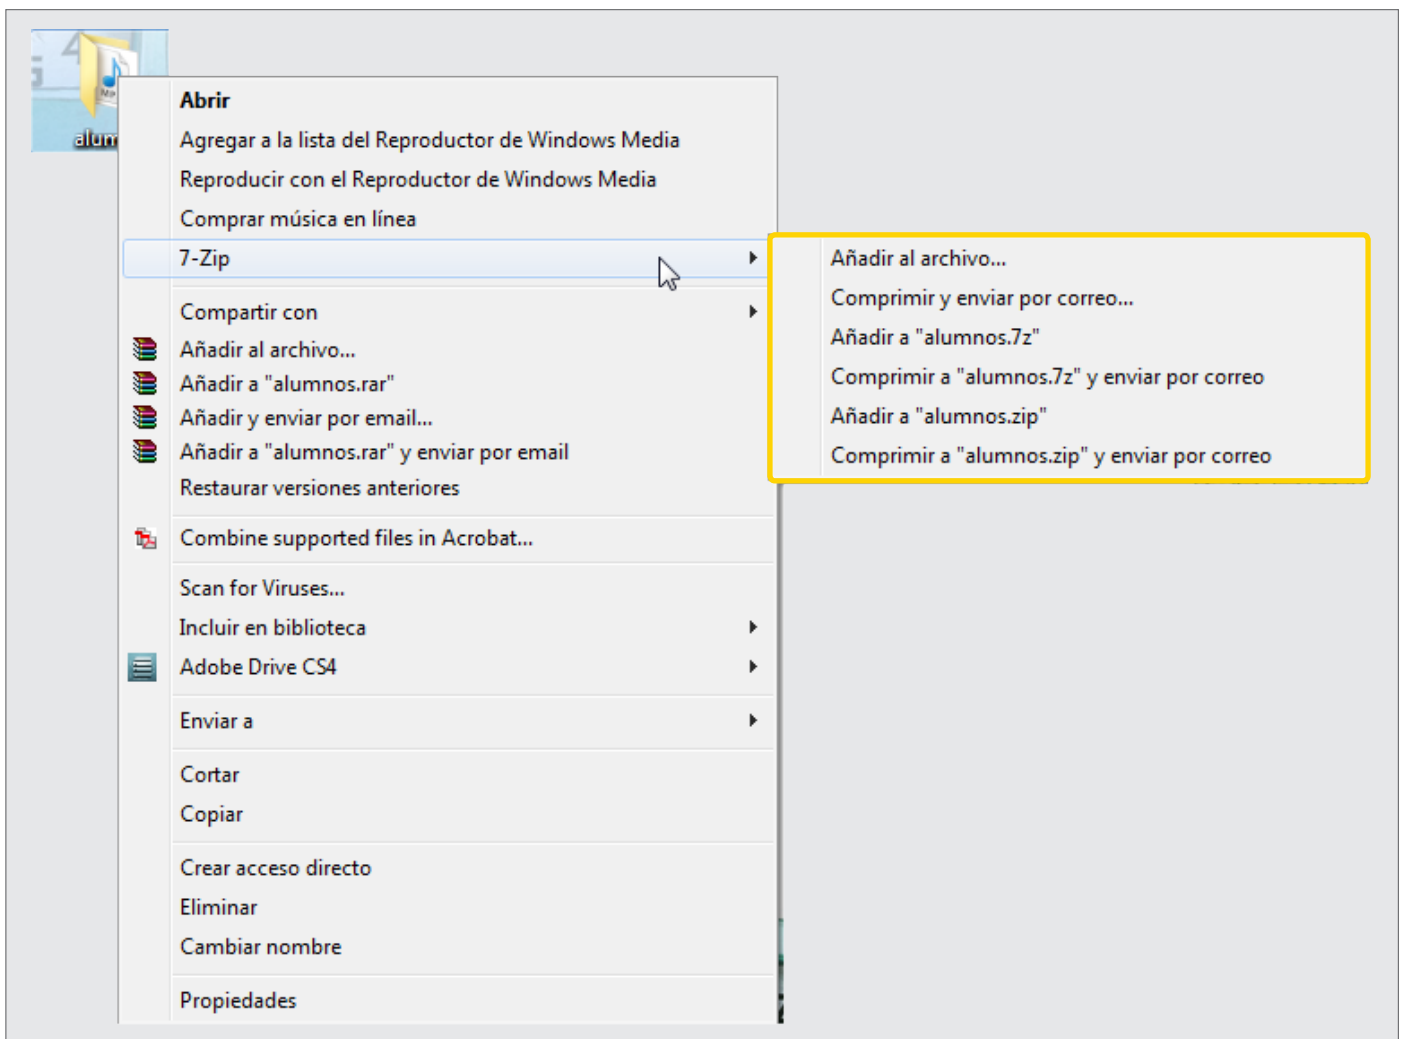 alum
Abrir
Agregar a la lista del Reproductor de Windows Media
Reproducir con el Reproductor de Windows Media
Comprar música en línea
7-Zip
Compartir con
Añadir al archivo...
Añadir a "alumnos.rar"
Añadir y enviar por email...
Añadir a "alumnos.rar" y enviar por email
Restaurar versiones anteriores
Combine supported files in Acrobat...
Scan for Viruses...
Incluir en biblioteca
Adobe Drive CS4
Enviar a
Cortar
Copiar
Crear acceso directo
Eliminar
Cambiar nombre
Propiedades
Añadir al archivo...
Comprimir y enviar por correo...
Añadir a "alumnos.7z"
Comprimir a "alumnos.7z" y enviar por correo
Añadir a "alumnos.zip"
Comprimir a "alumnos.zip" y enviar por correo